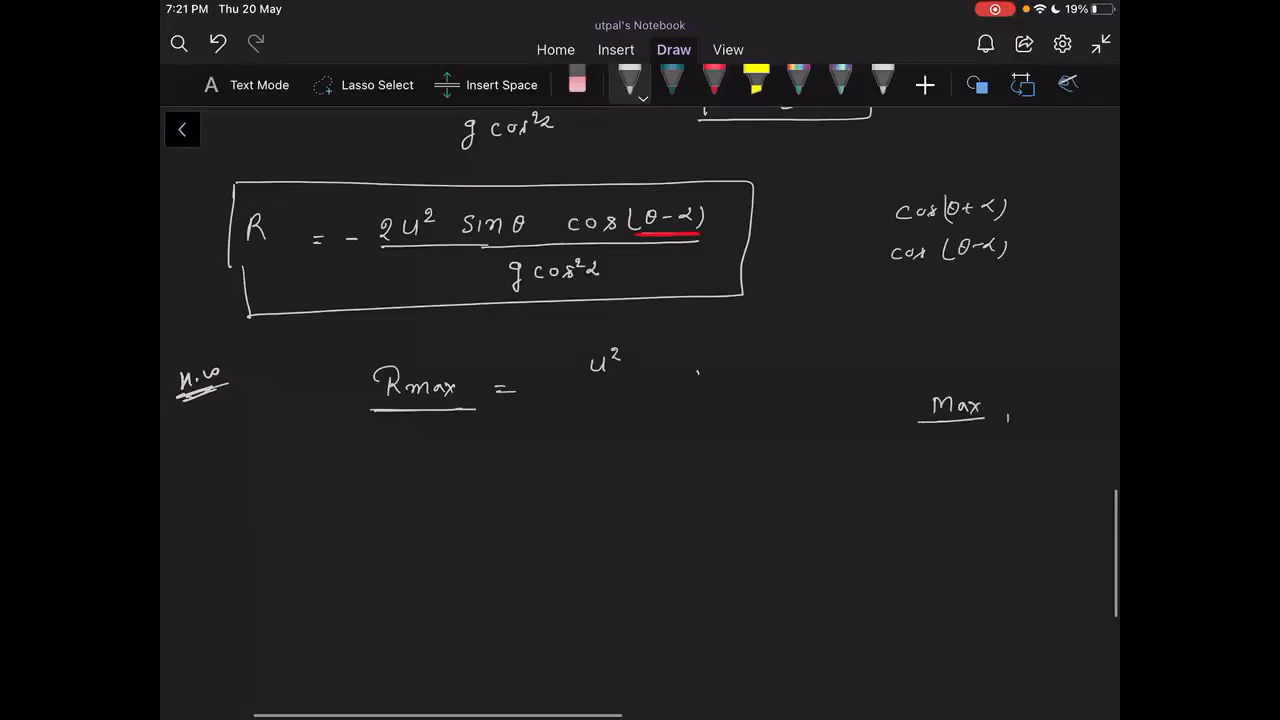 7:21 PM Thu 20 May 19%
utpal's Notebook
Home Insert Draw View
Text Mode Lasso Select Insert Space
g cos²α
R = - 2u² sinθ cos(θ-α)
g cos²α
cos(θ+α)
cos(θ-α)
H.W
Rmax = u²
Max